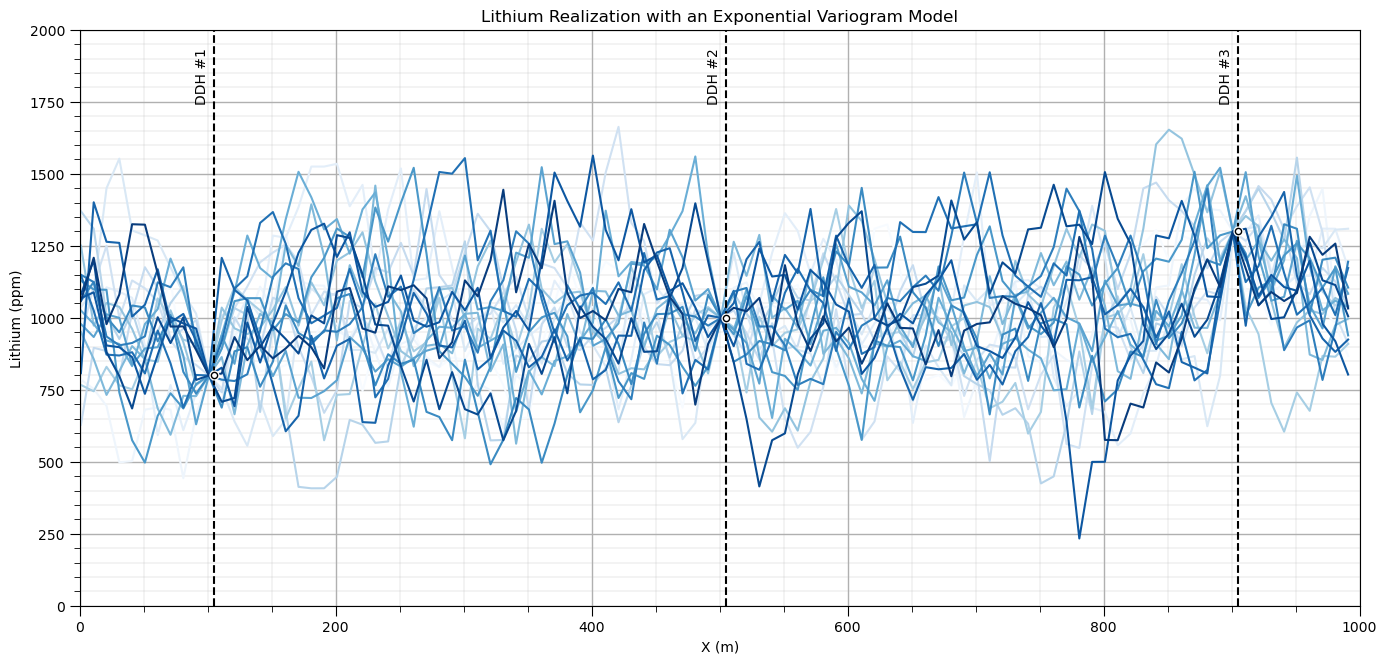 Lithium Realization with an Exponential Variogram Model
2000
1750
1500
1250
1000
750
500
250
0
Lithium (ppm)
DDH #1
DDH #2
DDH #3
0
200
400
600
800
1000
X (m)